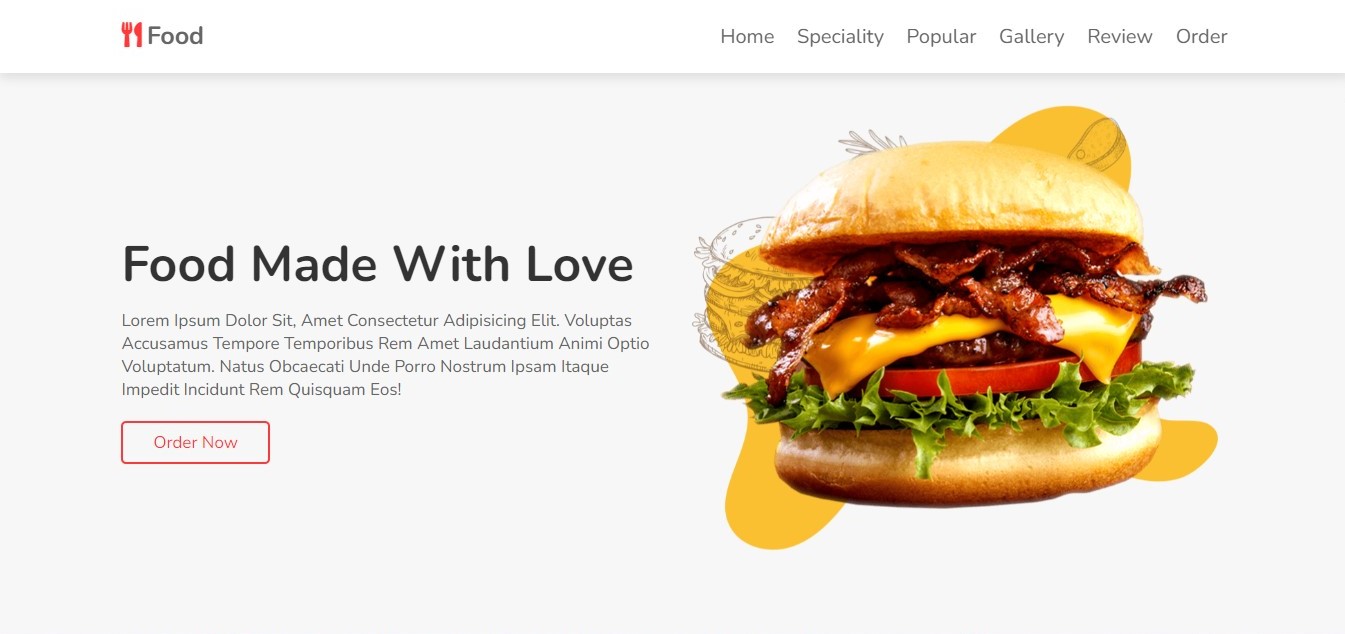 Food
Home Speciality Popular Gallery Review Order
Food Made With Love
Lorem Ipsum Dolor Sit, Amet Consectetur Adipisicing Elit. Voluptas
Accusamus Tempore Temporibus Rem Amet Laudantium Animi Optio
Voluptatum. Natus Obcaecati Unde Porro Nostrum Ipsam Itaque
Impedit Incidunt Rem Quisquam Eos!
Order Now